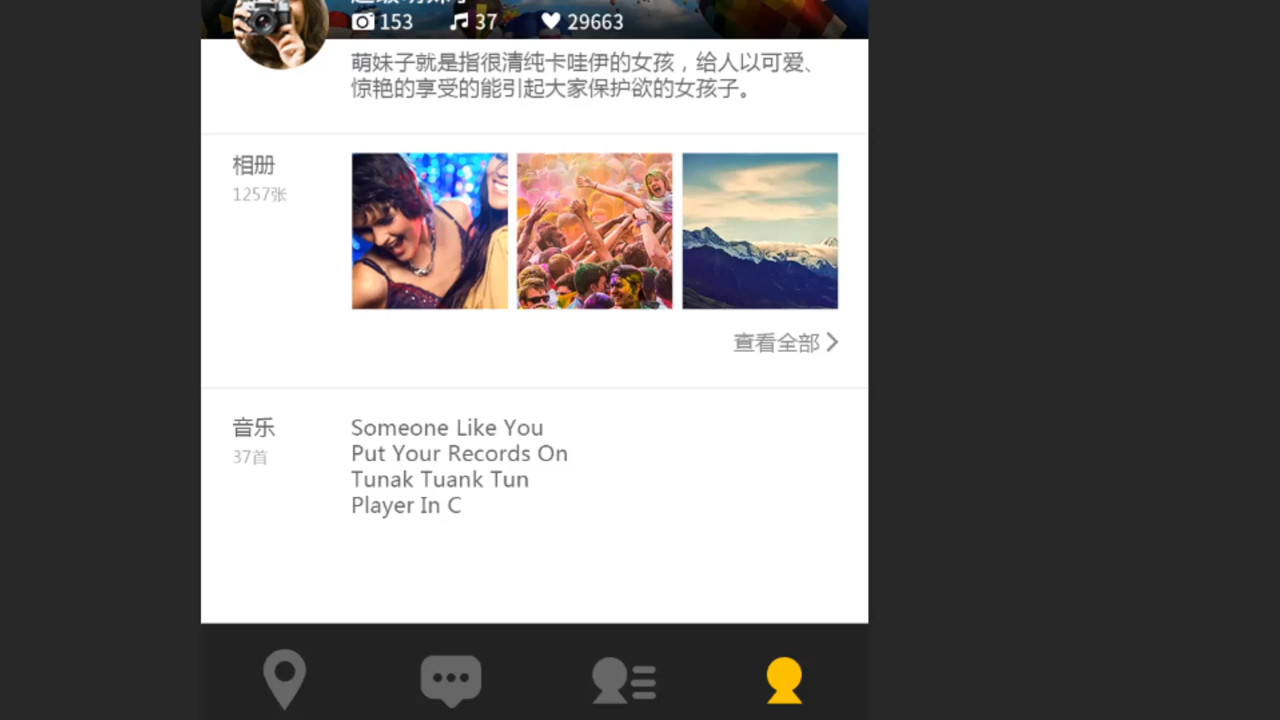 153
37
29663
萌妹子就是指很清纯卡哇伊的女孩，给人以可爱、
惊艳的享受的能引起大家保护欲的女孩子。
相册
1257张
查看全部
音乐
37首
Someone Like You
Put Your Records On
Tunak Tuank Tun
Player In C